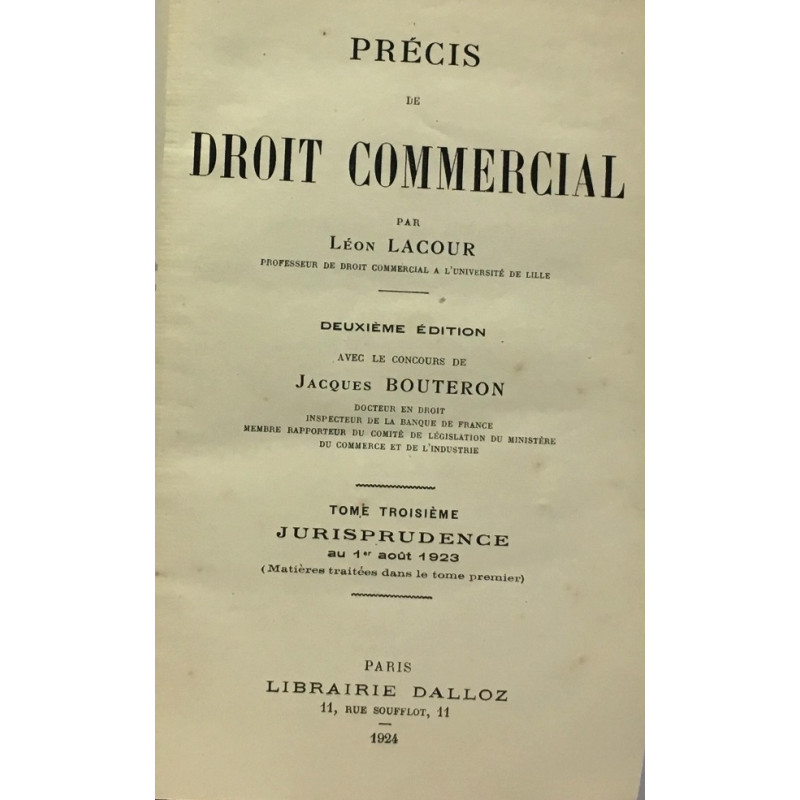 PRÉCIS
DE
DROIT COMMERCIAL
PAR
LÉON LACOUR
PROFESSEUR DE DROIT COMMERCIAL A L'UNIVERSITÉ DE LILLE
DEUXIÈME ÉDITION
AVEC LE CONCOURS DE
JACQUES BOUTERON
DOCTEUR EN DROIT
INSPECTEUR DE LA BANQUE DE FRANCE
MEMBRE RAPPORTEUR DU COMITÉ DE LÉGISLATION DU MINISTÈRE
DU COMMERCE ET DE L'INDUSTRIE
TOME TROISIÈME
JURISPRUDENCE
au 1er août 1923
(Matières traitées dans le tome premier)
PARIS
LIBRAIRIE DALLOZ
11, RUE SOUFFLOT, 11
1924